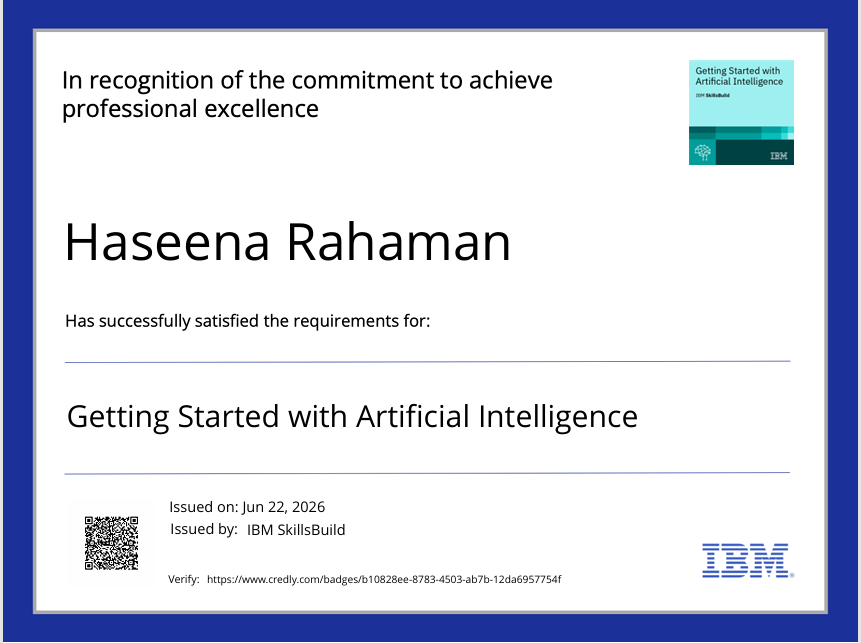 In recognition of the commitment to achieve
professional excellence
Getting Started with
Artificial Intelligence
IBM SkillsBuild
IBM
Haseena Rahaman
Has successfully satisfied the requirements for:
Getting Started with Artificial Intelligence
Issued on: Jun 22, 2026
Issued by: IBM SkillsBuild
Verify: https://www.credly.com/badges/b10828ee-8783-4503-ab7b-12da6957754f
IBM®